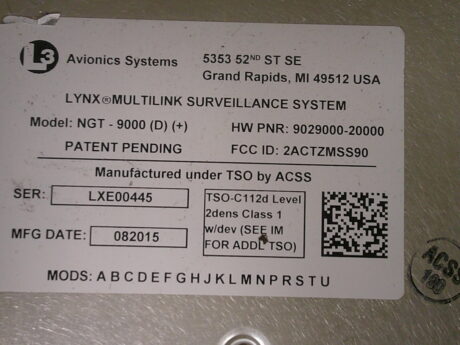 L3 Avionics Systems
5353 52ND ST SE
Grand Rapids, MI 49512 USA
LYNX®MULTILINK SURVEILLANCE SYSTEM
Model: NGT - 9000 (D) (+)
HW PNR: 9029000-20000
PATENT PENDING
FCC ID: 2ACTZMSS90
Manufactured under TSO by ACSS
SER: LXE00445
TSO-C112d Level
2dens Class 1
w/dev (SEE IM
FOR ADDL TSO)
MFG DATE: 082015
MODS: A B C D E F G H J K L M N P R S T U
ACSS
160